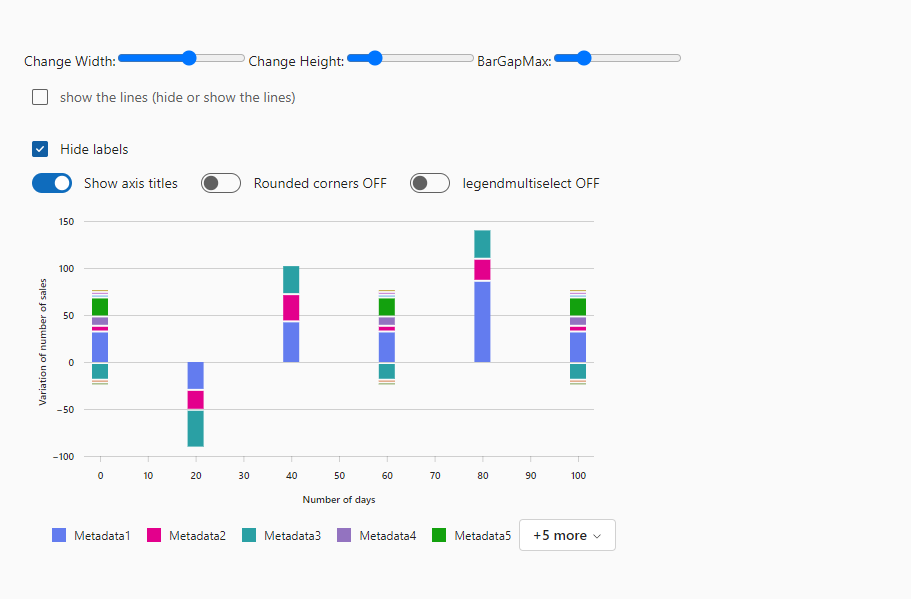 Change Width: Change Height: BarGapMax:
show the lines (hide or show the lines)
Hide labels
Show axis titles Rounded corners OFF legendmultiselect OFF
150
100
50
0
−50
−100
Variation of number of sales
0 10 20 30 40 50 60 70 80 90 100
Number of days
Metadata1 Metadata2 Metadata3 Metadata4 Metadata5 +5 more